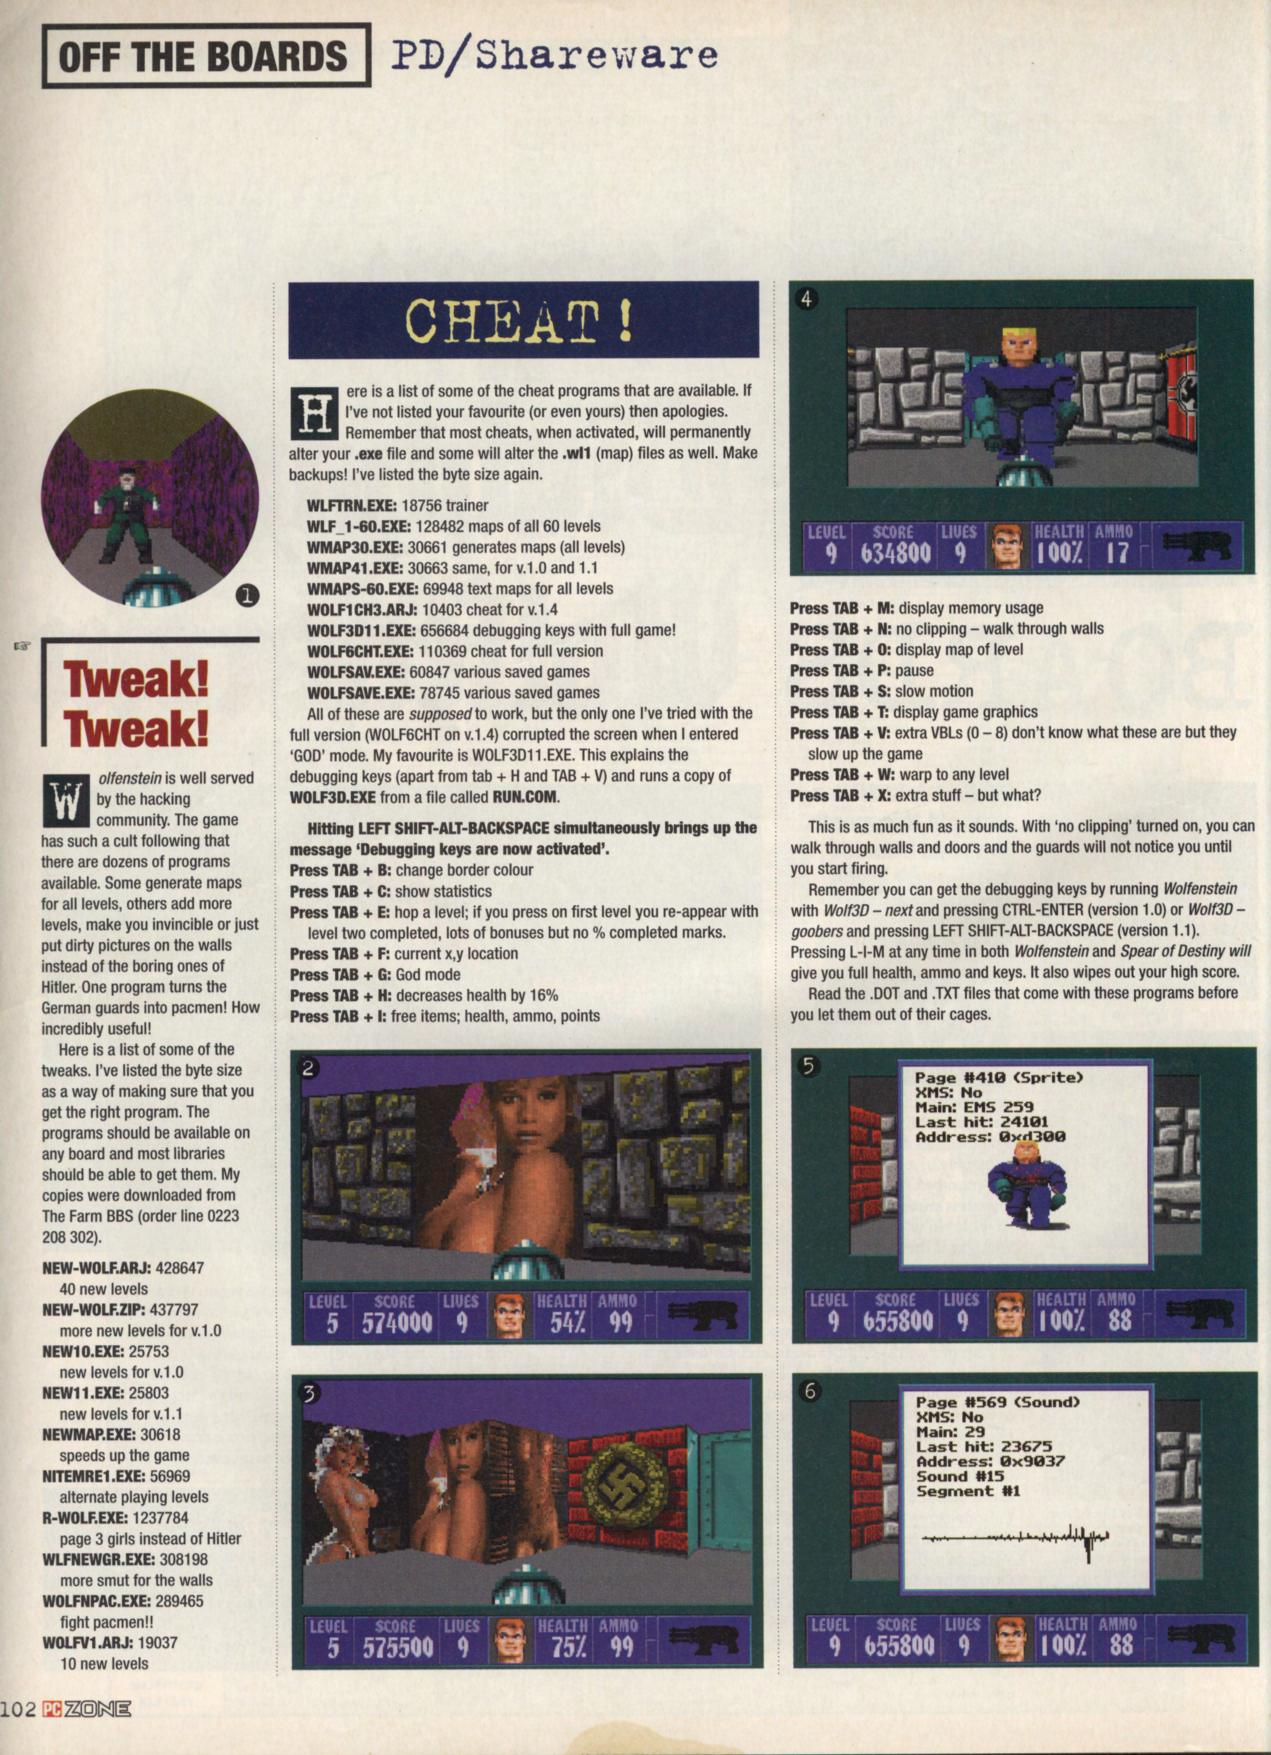 OFF THE BOARDS PD/Shareware
1
Tweak!
Tweak!
Wolfenstein is well served
by the hacking
community. The game
has such a cult following that
there are dozens of programs
available. Some generate maps
for all levels, others add more
levels, make you invincible or just
put dirty pictures on the walls
instead of the boring ones of
Hitler. One program turns the
German guards into pacmen! How
incredibly useful!
Here is a list of some of the
tweaks. I've listed the byte size
as a way of making sure that you
get the right program. The
programs should be available on
any board and most libraries
should be able to get them. My
copies were downloaded from
The Farm BBS (order line 0223
208 302).
NEW-WOLF.ARJ: 428647
40 new levels
NEW-WOLF.ZIP: 437797
more new levels for v.1.0
NEW10.EXE: 25753
new levels for v.1.0
NEW11.EXE: 25803
new levels for v.1.1
NEWMAP.EXE: 30618
speeds up the game
NITEMRE1.EXE: 56969
alternate playing levels
R-WOLF.EXE: 1237784
page 3 girls instead of Hitler
WLFNEWGR.EXE: 308198
more smut for the walls
WOLFNPAC.EXE: 289465
fight pacmen!!
WOLFV1.ARJ: 19037
10 new levels
CHEAT!
Here is a list of some of the cheat programs that are available. If
I've not listed your favourite (or even yours) then apologies.
Remember that most cheats, when activated, will permanently
alter your .exe file and some will alter the .wl1 (map) files as well. Make
backups! I've listed the byte size again.
WLFTRN.EXE: 18756 trainer
WLF_1-60.EXE: 128482 maps of all 60 levels
WMAP30.EXE: 30661 generates maps (all levels)
WMAP41.EXE: 30663 same, for v.1.0 and 1.1
WMAPS-60.EXE: 69948 text maps for all levels
WOLF1CH3.ARJ: 10403 cheat for v.1.4
WOLF3D11.EXE: 656684 debugging keys with full game!
WOLF6CHT.EXE: 110369 cheat for full version
WOLFSAV.EXE: 60847 various saved games
WOLFSAVE.EXE: 78745 various saved games
All of these are supposed to work, but the only one I've tried with the
full version (WOLF6CHT on v.1.4) corrupted the screen when I entered
'GOD' mode. My favourite is WOLF3D11.EXE. This explains the
debugging keys (apart from tab + H and TAB + V) and runs a copy of
WOLF3D.EXE from a file called RUN.COM.
Hitting LEFT SHIFT-ALT-BACKSPACE simultaneously brings up the
message 'Debugging keys are now activated'.
Press TAB + B: change border colour
Press TAB + C: show statistics
Press TAB + E: hop a level; if you press on first level you re-appear with
level two completed, lots of bonuses but no % completed marks.
Press TAB + F: current x,y location
Press TAB + G: God mode
Press TAB + H: decreases health by 16%
Press TAB + I: free items; health, ammo, points
2
LEVEL SCORE LIVES HEALTH AMMO
5 574000 9 54% 99
3
LEVEL SCORE LIVES HEALTH AMMO
5 575500 9 75% 99
4
LEVEL SCORE LIVES HEALTH AMMO
9 634800 9 100% 17
Press TAB + M: display memory usage
Press TAB + N: no clipping – walk through walls
Press TAB + O: display map of level
Press TAB + P: pause
Press TAB + S: slow motion
Press TAB + T: display game graphics
Press TAB + V: extra VBLs (0 – 8) don't know what these are but they
slow up the game
Press TAB + W: warp to any level
Press TAB + X: extra stuff – but what?
This is as much fun as it sounds. With 'no clipping' turned on, you can
walk through walls and doors and the guards will not notice you until
you start firing.
Remember you can get the debugging keys by running Wolfenstein
with Wolf3D – next and pressing CTRL-ENTER (version 1.0) or Wolf3D –
goobers and pressing LEFT SHIFT-ALT-BACKSPACE (version 1.1).
Pressing L-I-M at any time in both Wolfenstein and Spear of Destiny will
give you full health, ammo and keys. It also wipes out your high score.
Read the .DOT and .TXT files that come with these programs before
you let them out of their cages.
5
Page #410 (Sprite)
XMS: No
Main: EMS 259
Last hit: 24101
Address: 0xd300
LEVEL SCORE LIVES HEALTH AMMO
9 655800 9 100% 88
6
Page #569 (Sound)
XMS: No
Main: 29
Last hit: 23675
Address: 0x9037
Sound #15
Segment #1
LEVEL SCORE LIVES HEALTH AMMO
9 655800 9 100% 88
102 PC ZONE